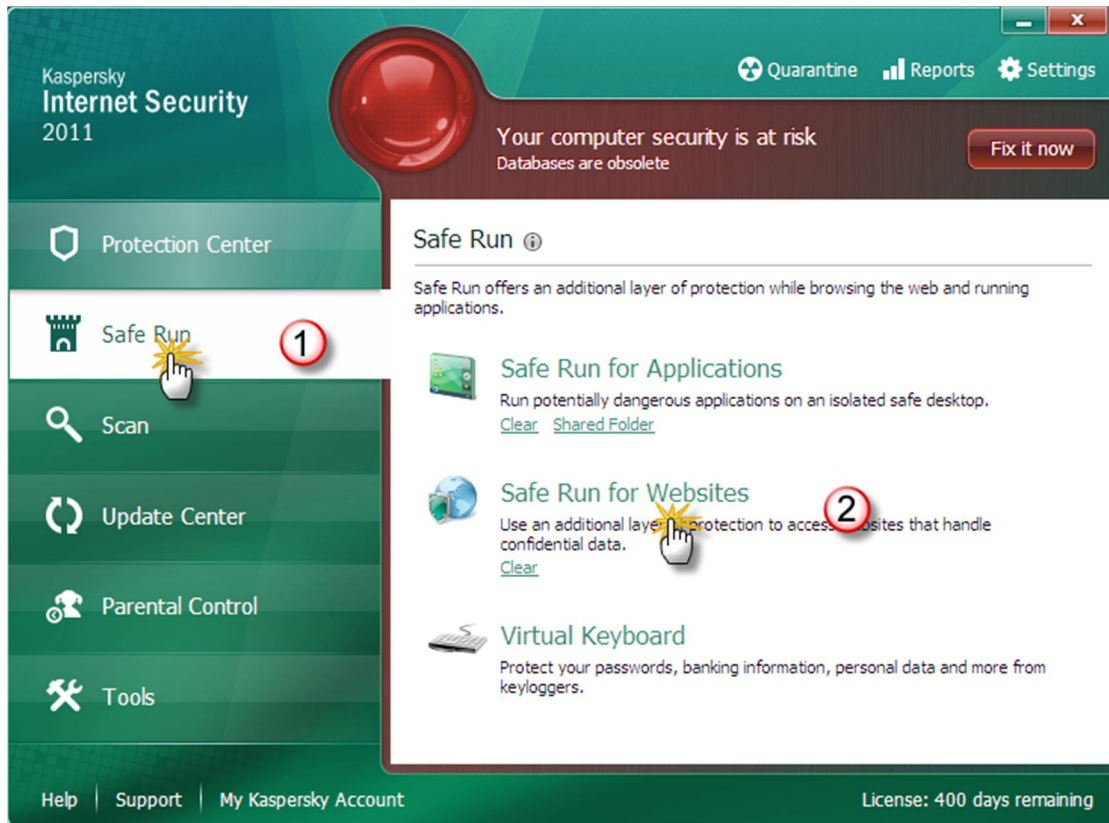 Kaspersky
Internet Security
2011
Quarantine
Reports
Settings
Your computer security is at risk
Databases are obsolete
Fix it now
Protection Center
Safe Run
1
Scan
Update Center
Parental Control
Tools
Safe Run
Safe Run offers an additional layer of protection while browsing the web and running
applications.
Safe Run for Applications
Run potentially dangerous applications on an isolated safe desktop.
Clear Shared Folder
Safe Run for Websites
2
Use an additional layer protection to access websites that handle
confidential data.
Clear
Virtual Keyboard
Protect your passwords, banking information, personal data and more from
keyloggers.
Help | Support | My Kaspersky Account
License: 400 days remaining